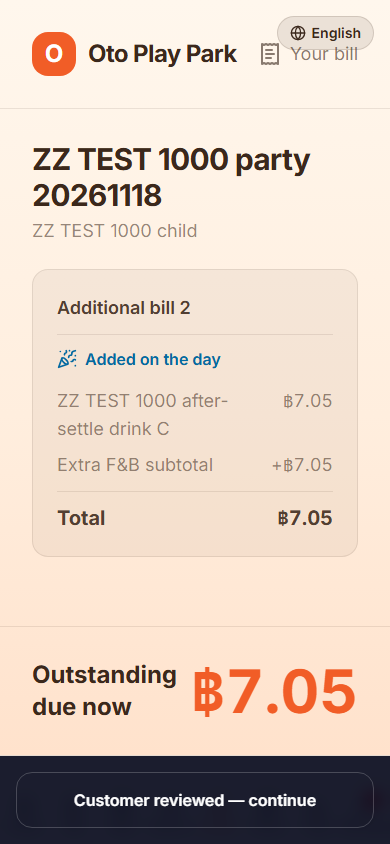 English
O
Oto Play Park
Your bill
ZZ TEST 1000 party
20261118
ZZ TEST 1000 child
Additional bill 2
Added on the day
ZZ TEST 1000 after-
settle drink C
฿7.05
Extra F&B subtotal
+฿7.05
Total
฿7.05
Outstanding
due now
฿7.05
Customer reviewed — continue